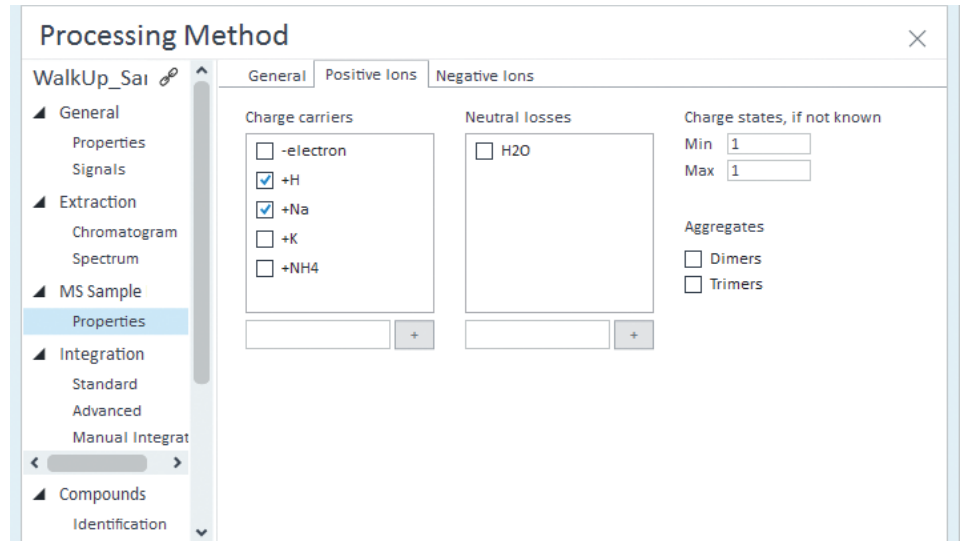 Processing Method
WalkUp_Sar
General
Properties
Signals
Extraction
Chromatogram
Spectrum
MS Sample
Properties
Integration
Standard
Advanced
Manual Integrat
Compounds
Identification
General Positive Ions Negative Ions
Charge carriers
-electron
+H
+Na
+K
+NH4
+
Neutral losses
H2O
+
Charge states, if not known
Min 1
Max 1
Aggregates
Dimers
Trimers